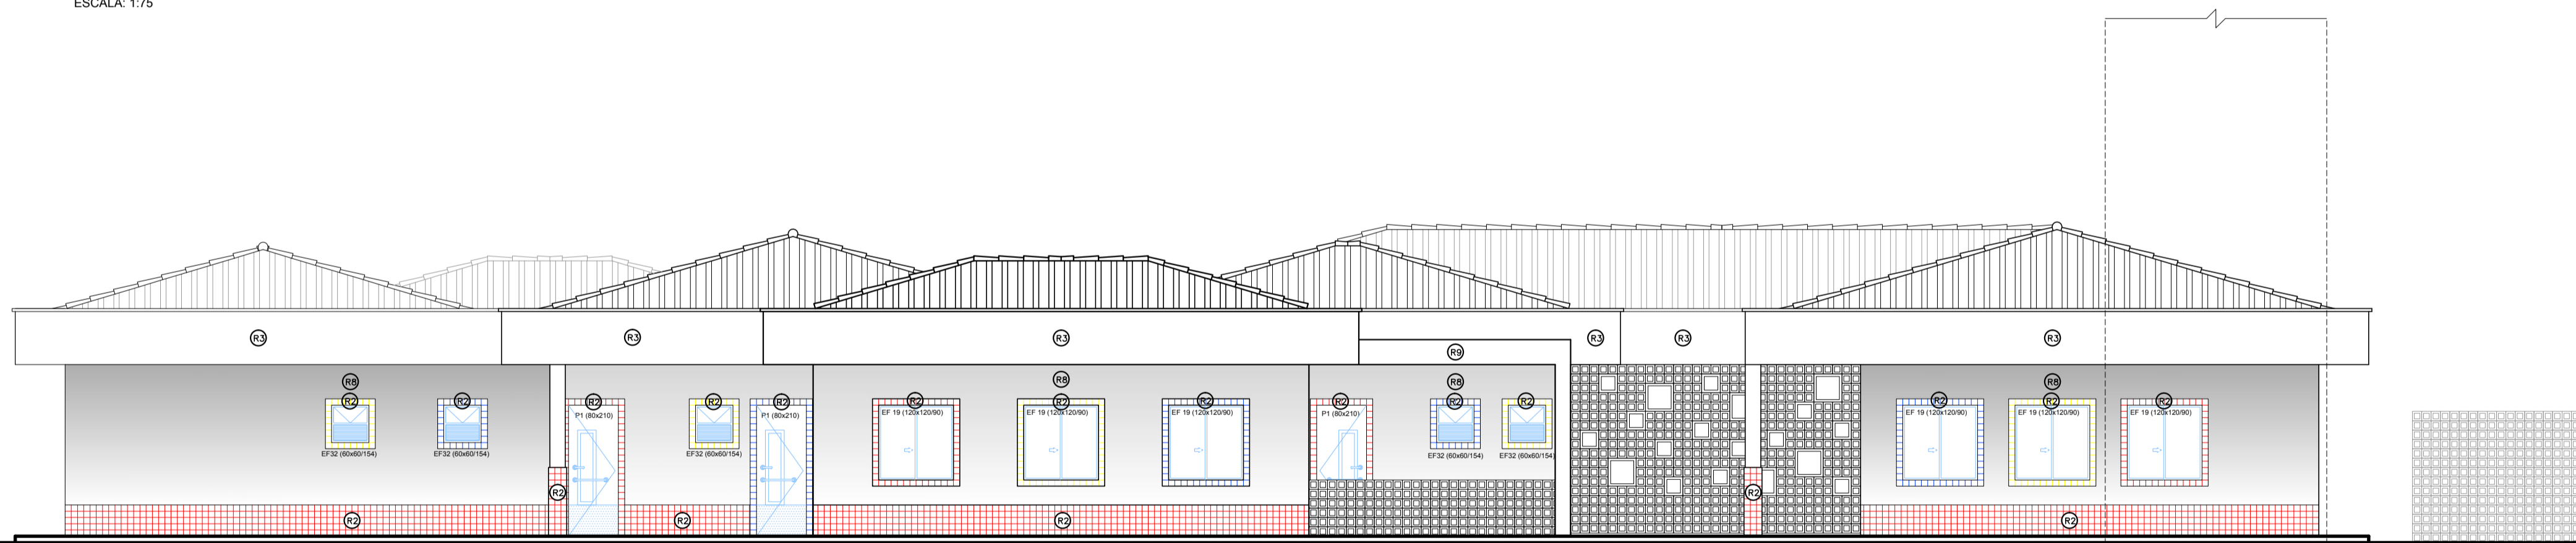 ESCALA: 1:75
R3 R3 R3 R3 R3 R3
R9
R8 R8 R8 R8
R2 R2 R2 R2 R2 R2 R2 R2 R2 R2 R2 R2 R2 R2
P1 (80x210) P1 (80x210) EF 19 (120x120/90) EF 19 (120x120/90) EF 19 (120x120/90) P1 (80x210) EF 19 (120x120/90) EF 19 (120x120/90) EF 19 (120x120/90)
EF32 (60x60/154) EF32 (60x60/154) EF32 (60x60/154) EF32 (60x60/154) EF32 (60x60/154)
R2 R2
R2 R2 R2 R2